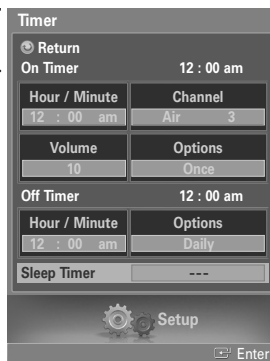 Timer
Return
On Timer 12 : 00 am
Hour / Minute Channel
12 : 00 am Air 3
Volume Options
10 Once
Off Timer 12 : 00 am
Hour / Minute Options
12 : 00 am Daily
Sleep Timer ---
Setup
Enter